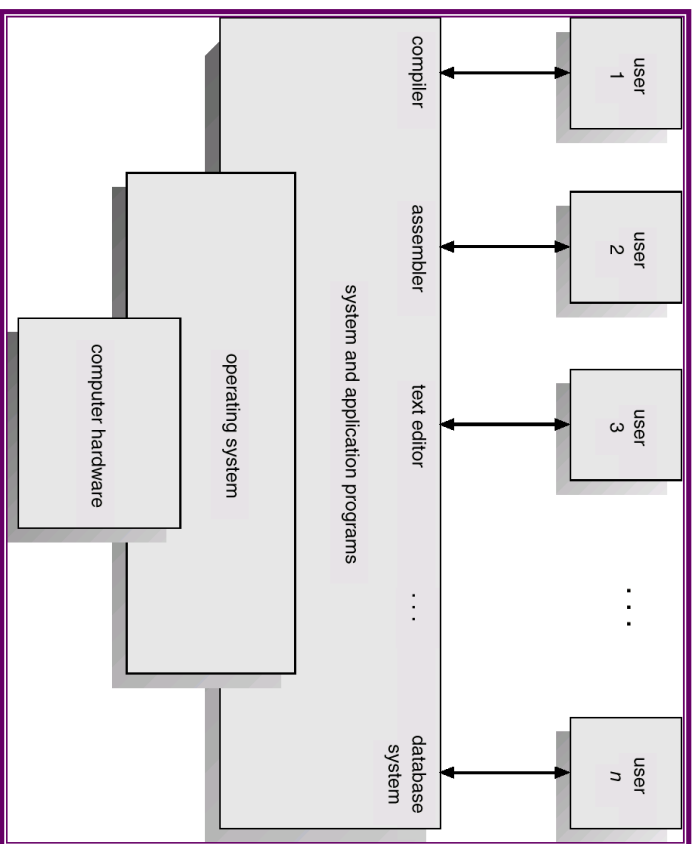 user
1
user
2
user
3
. . .
user
n
compiler
assembler
text editor
. . .
database
system
system and application programs
operating system
computer hardware